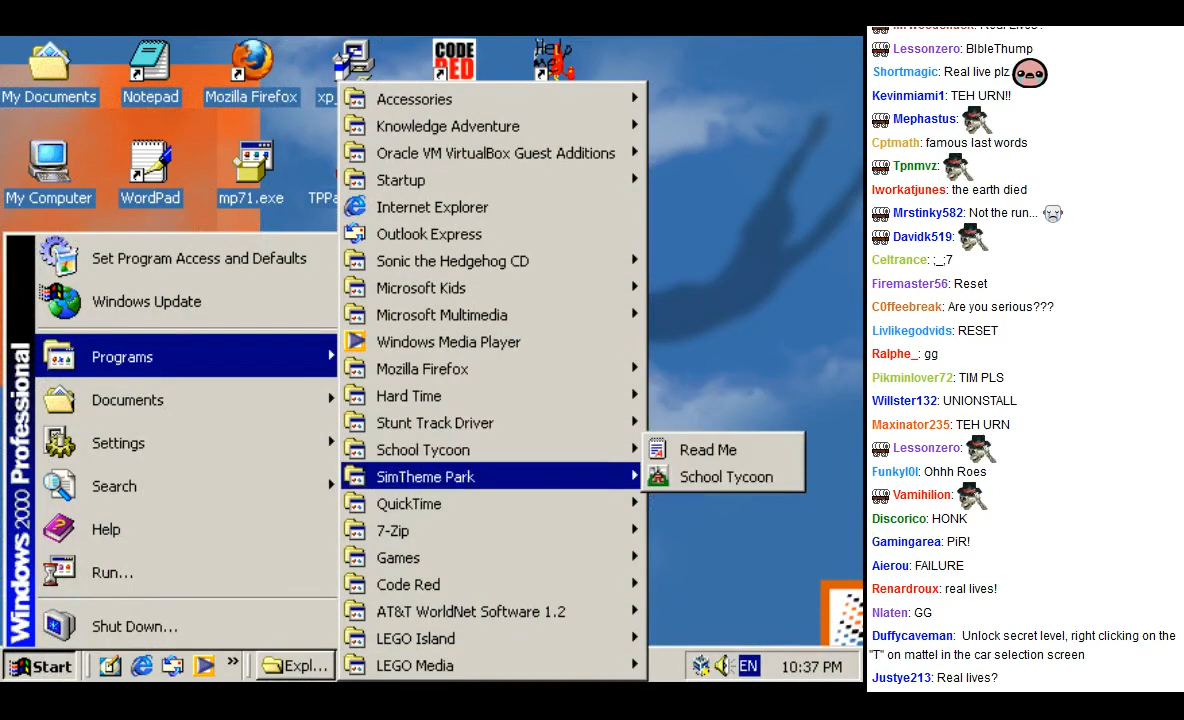 My Documents
Notepad
Mozilla Firefox
xp_
CODE RED
Help me
My Computer
WordPad
mp71.exe
TPPa
Set Program Access and Defaults
Windows Update
Programs
Documents
Settings
Search
Help
Run...
Shut Down...
Windows 2000 Professional
Accessories
Knowledge Adventure
Oracle VM VirtualBox Guest Additions
Startup
Internet Explorer
Outlook Express
Sonic the Hedgehog CD
Microsoft Kids
Microsoft Multimedia
Windows Media Player
Mozilla Firefox
Hard Time
Stunt Track Driver
School Tycoon
SimTheme Park
QuickTime
7-Zip
Games
Code Red
AT&T WorldNet Software 1.2
LEGO Island
LEGO Media
Read Me
School Tycoon
Start
»
Expl...
EN
10:37 PM
Lessonzero: BIbleThump
Shortmagic: Real live plz
Kevinmiami1: TEH URN!!
Mephastus:
Cptmath: famous last words
Tpnmvz:
Iworkatjunes: the earth died
Mrstinky582: Not the run...
Davidk519:
Celtrance: ;_;7
Firemaster56: Reset
C0ffeebreak: Are you serious???
Livlikegodvids: RESET
Ralphe_: gg
Pikminlover72: TIM PLS
Willster132: UNIONSTALL
Maxinator235: TEH URN
Lessonzero:
Funkyl0l: Ohhh Roes
Vamihilion:
Discorico: HONK
Gamingarea: PiR!
Aierou: FAILURE
Renardroux: real lives!
Nlaten: GG
Duffycaveman: Unlock secret level, right clicking on the
"T" on mattel in the car selection screen
Justye213: Real lives?